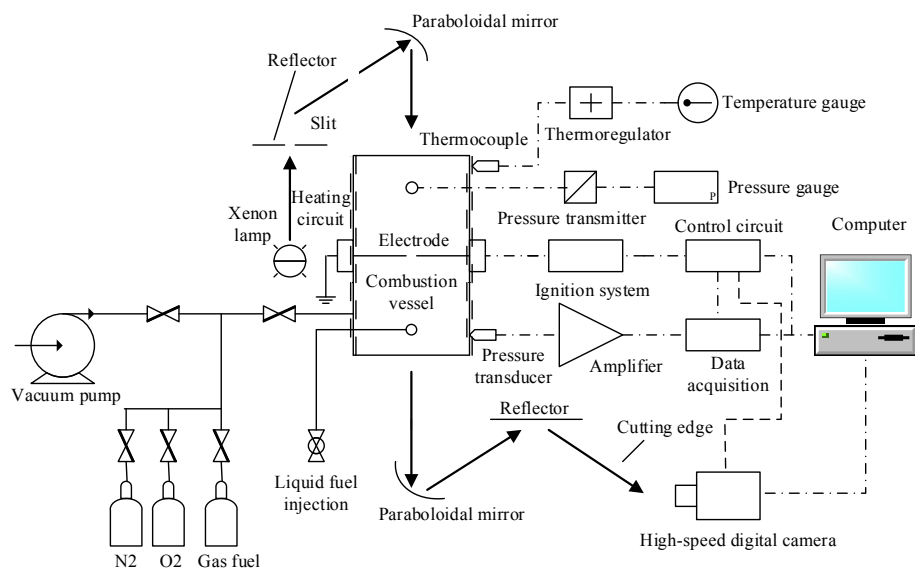 Paraboloidal mirror
Reflector
Slit
Thermocouple
Thermoregulator
Temperature gauge
Heating
circuit
Xenon
lamp
Pressure transmitter
P
Pressure gauge
Electrode
Control circuit
Computer
Combustion
vessel
Ignition system
Vacuum pump
Pressure
transducer
Amplifier
Data
acquisition
Reflector
Cutting edge
Liquid fuel
injection
Paraboloidal mirror
High-speed digital camera
N2
O2
Gas fuel